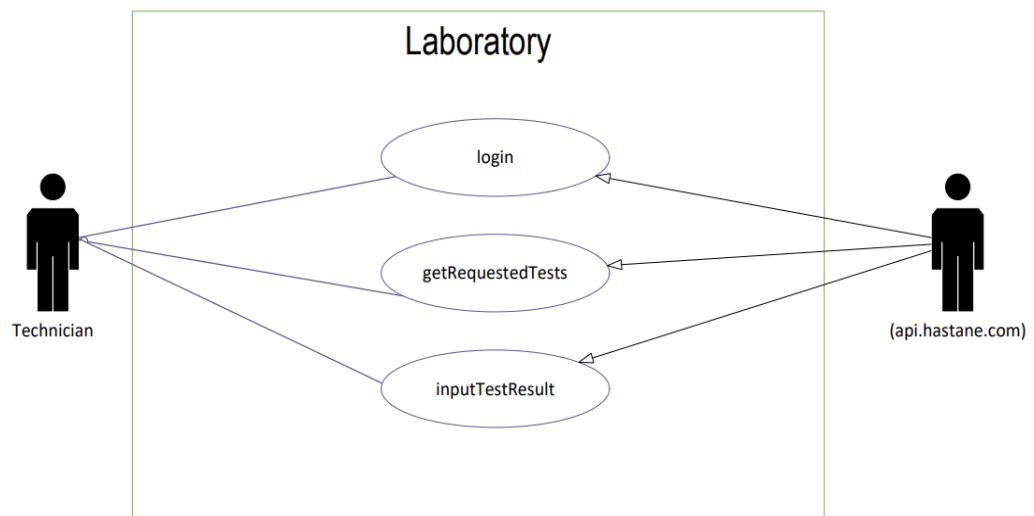 Laboratory
login
getRequestedTests
Technician
(api.hastane.com)
inputTestResult